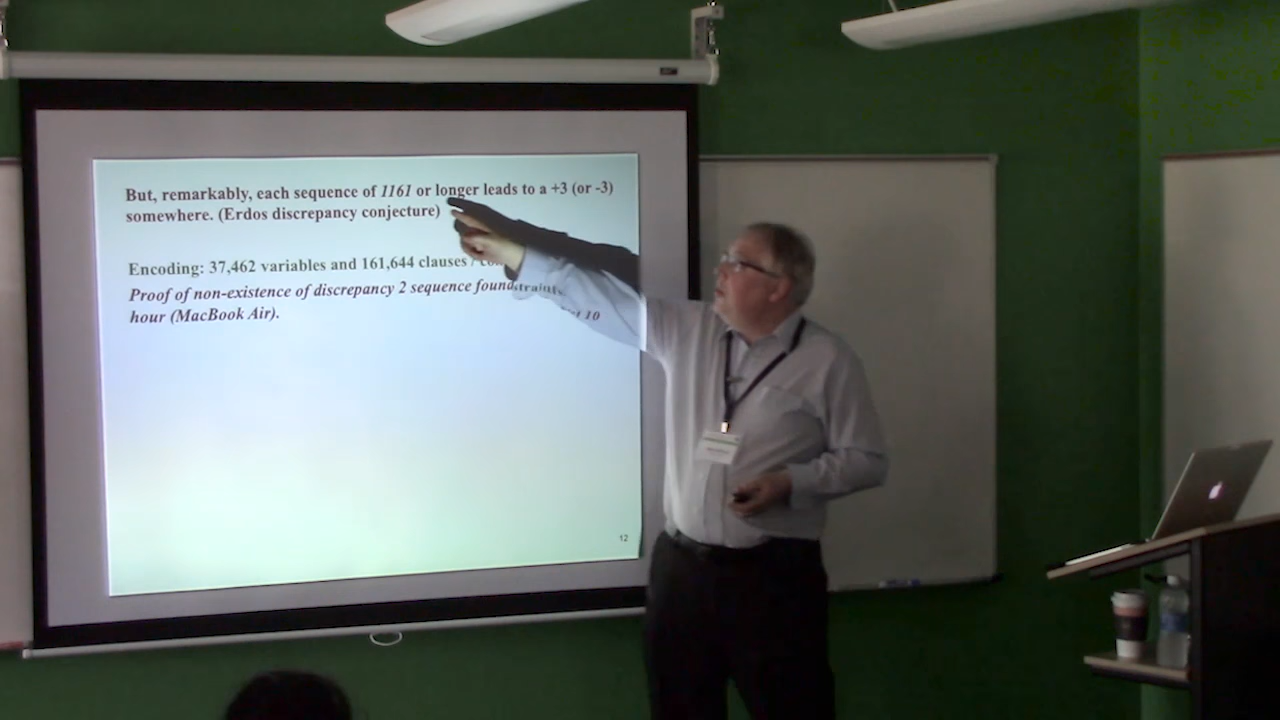 But, remarkably, each sequence of 1161 or longer leads to a +3 (or -3)
somewhere. (Erdos discrepancy conjecture)
Encoding: 37,462 variables and 161,644 clauses /
Proof of non-existence of discrepancy 2 sequence found
hour (MacBook Air).
12